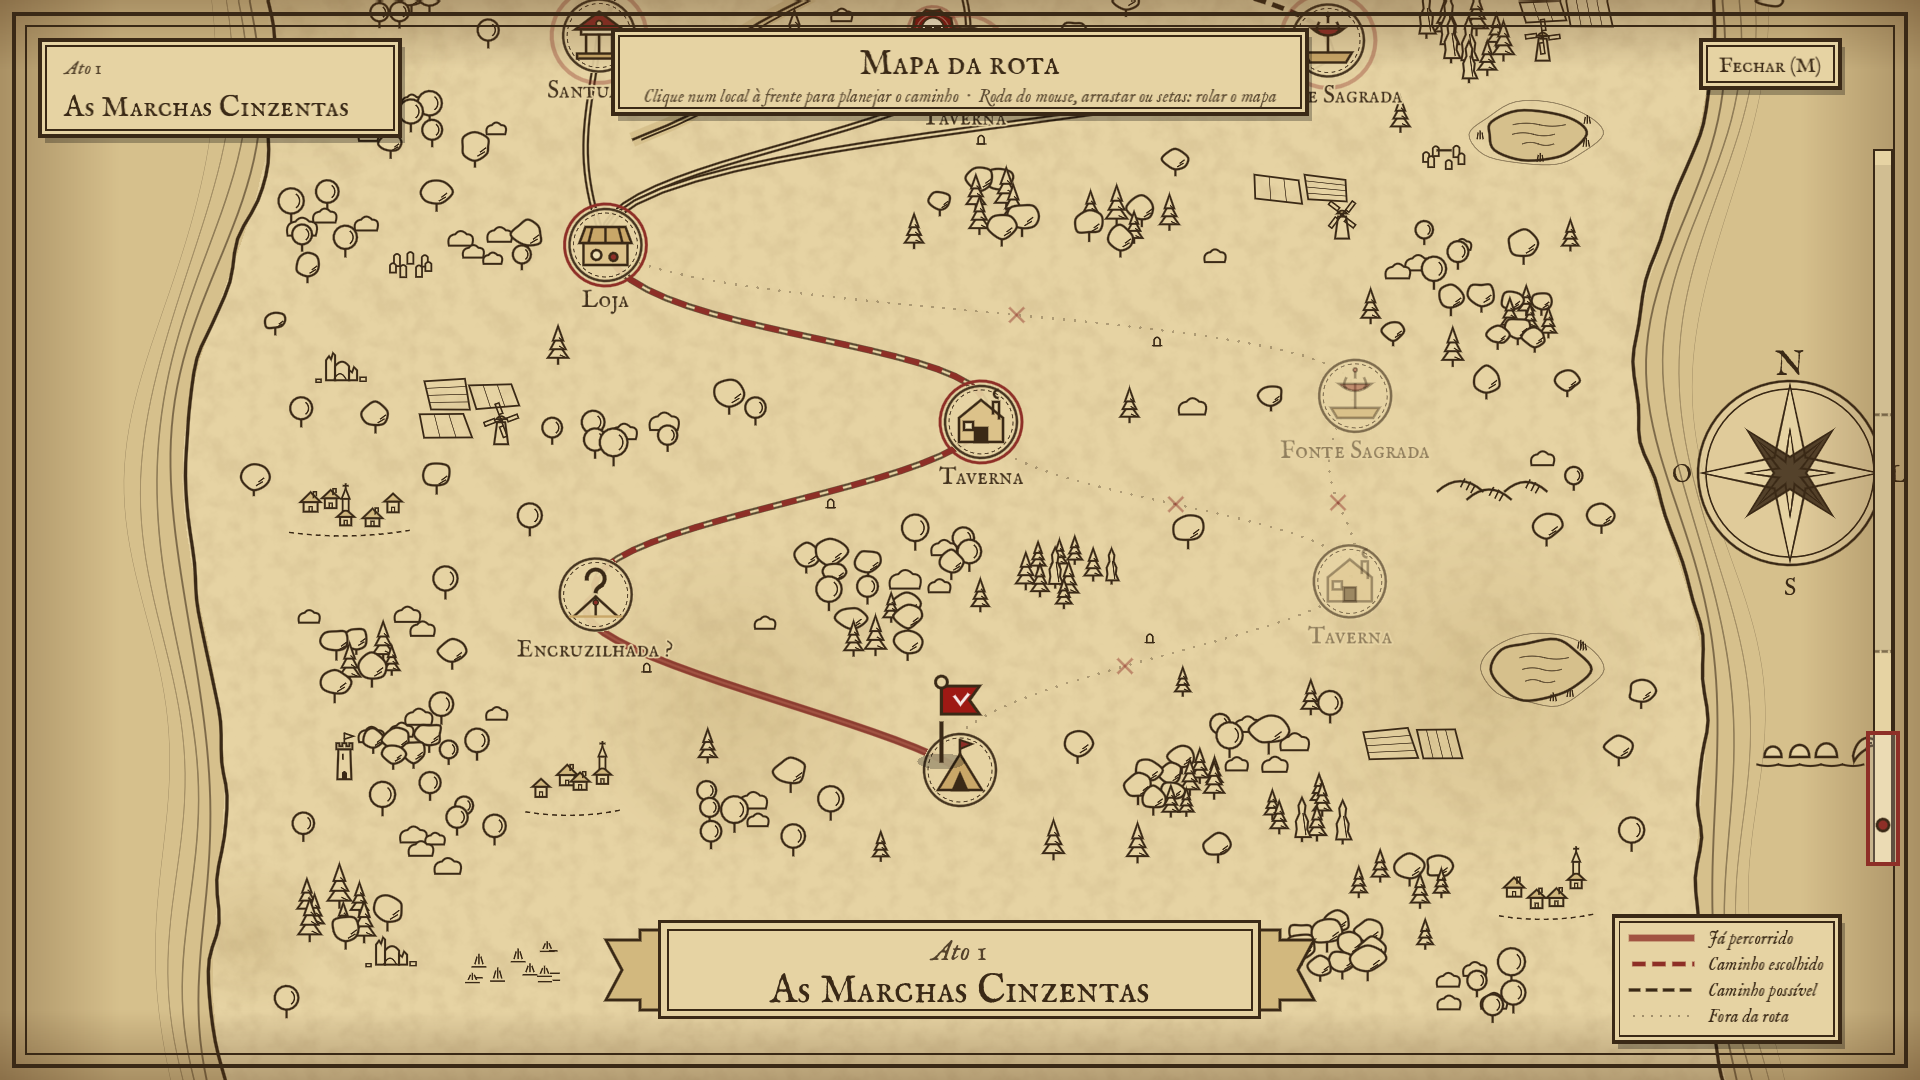 Ato 1
As Marchas Cinzentas
Mapa da rota
Clique num local à frente para planejar o caminho · Roda do mouse, arrastar ou setas: rolar o mapa
Fechar (M)
Taverna
Loja
Taverna
Fonte Sagrada
Encruzilhada ?
Taverna
N
O
S
Ato 1
As Marchas Cinzentas
Já percorrido
Caminho escolhido
Caminho possível
Fora da rota